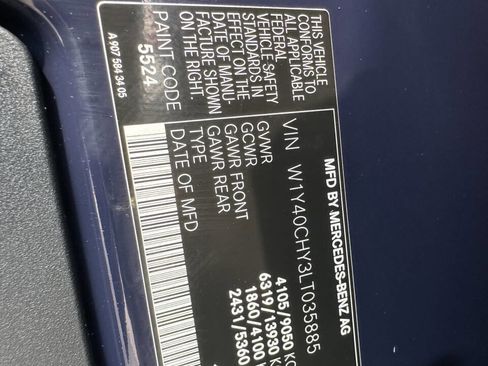 MFD BY MERCEDES-BENZ AG
VIN W1Y40CHY3LT035885
GVWR 4105/9050
GCWR 6319/13930
GAWR FRONT 1860/4100
GAWR REAR 2431/5360
TYPE
DATE OF MFD
THIS VEHICLE
CONFORMS TO
ALL APPLICABLE
FEDERAL
VEHICLE SAFETY
STANDARDS IN
EFFECT ON THE
DATE OF MANU-
FACTURE SHOWN
ON THE RIGHT.
PAINT CODE
5524
A 907 584 34 05